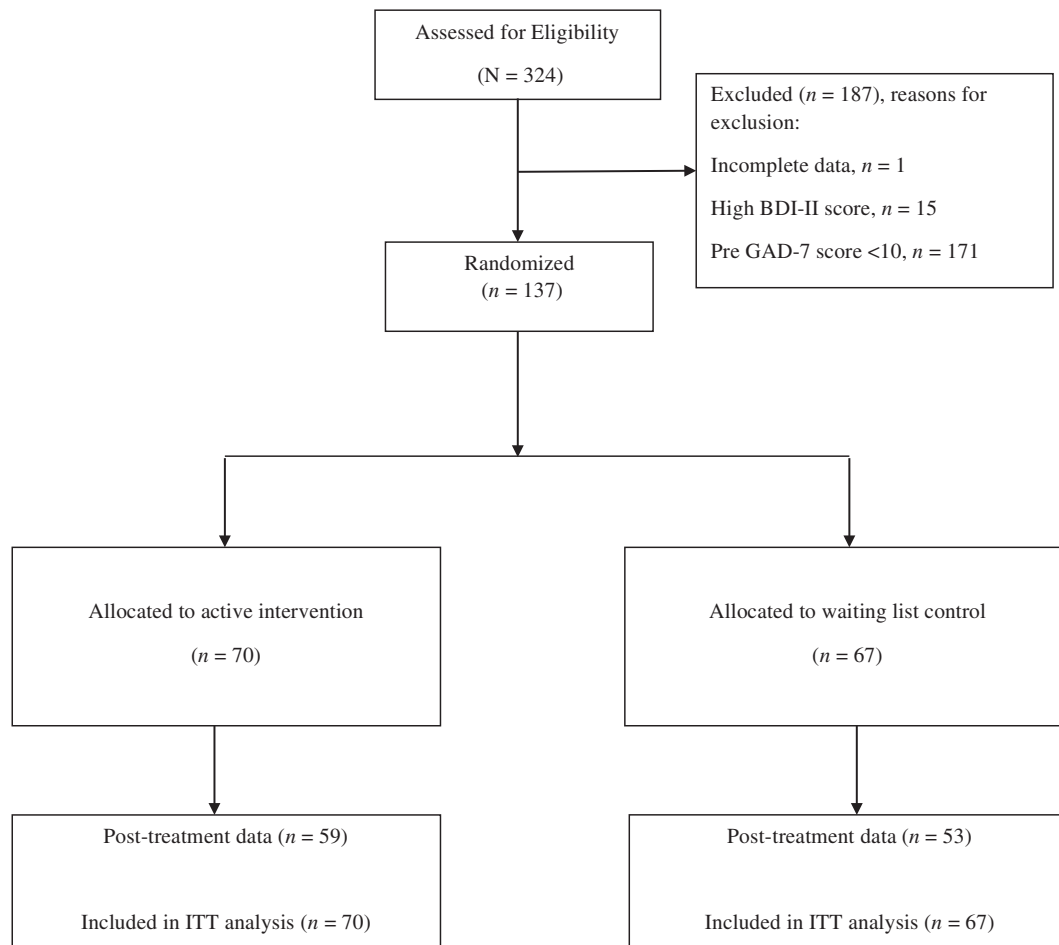 Assessed for Eligibility
(N = 324)
Excluded (n = 187), reasons for
exclusion:
Incomplete data, n = 1
High BDI-II score, n = 15
Pre GAD-7 score <10, n = 171
Randomized
(n = 137)
Allocated to active intervention
(n = 70)
Allocated to waiting list control
(n = 67)
Post-treatment data (n = 59)
Included in ITT analysis (n = 70)
Post-treatment data (n = 53)
Included in ITT analysis (n = 67)